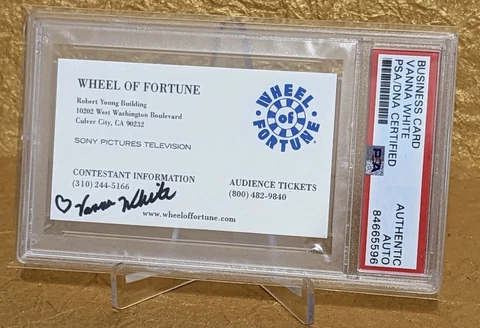 WHEEL OF FORTUNE
Robert Young Building
10202 West Washington Boulevard
Culver City, CA 90232
SONY PICTURES TELEVISION
CONTESTANT INFORMATION
(310) 244-5166
AUDIENCE TICKETS
(800) 482-9840
www.wheeloffortune.com
♡ Vanna White
WHEEL
of
FORTUNE
BUSINESS CARD
VANNA WHITE
PSA/DNA CERTIFIED
PSA
AUTHENTIC
AUTO
84665596